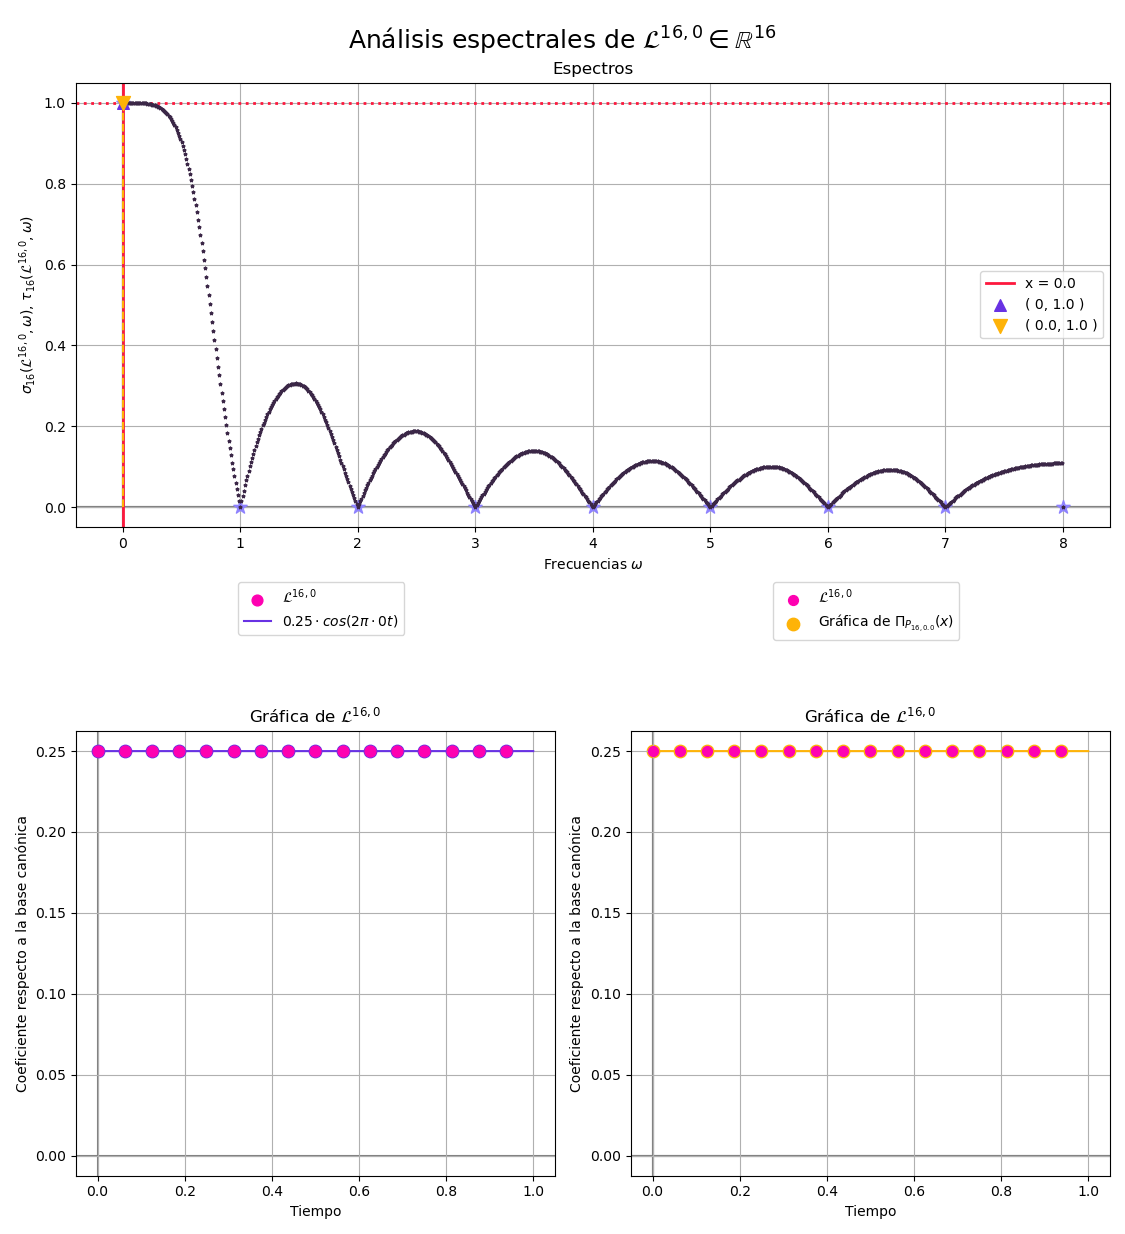 Análisis espectrales de 𝓛^{16,0} ∈ ℝ^{16}
Espectros
1.0
0.8
0.6
0.4
0.2
0.0
σ_{16}(𝓛^{16,0}, ω), τ_{16}(𝓛^{16,0}, ω)
x = 0.0
( 0, 1.0 )
( 0.0, 1.0 )
0 1 2 3 4 5 6 7 8
Frecuencias ω
𝓛^{16,0}
0.25 · cos(2π · 0t)
𝓛^{16,0}
Gráfica de Π_{P_{16,0.0}}(x)
Gráfica de 𝓛^{16,0}
0.25
0.20
0.15
0.10
0.05
0.00
Coeficiente respecto a la base canónica
0.0 0.2 0.4 0.6 0.8 1.0
Tiempo
Gráfica de 𝓛^{16,0}
0.25
0.20
0.15
0.10
0.05
0.00
Coeficiente respecto a la base canónica
0.0 0.2 0.4 0.6 0.8 1.0
Tiempo